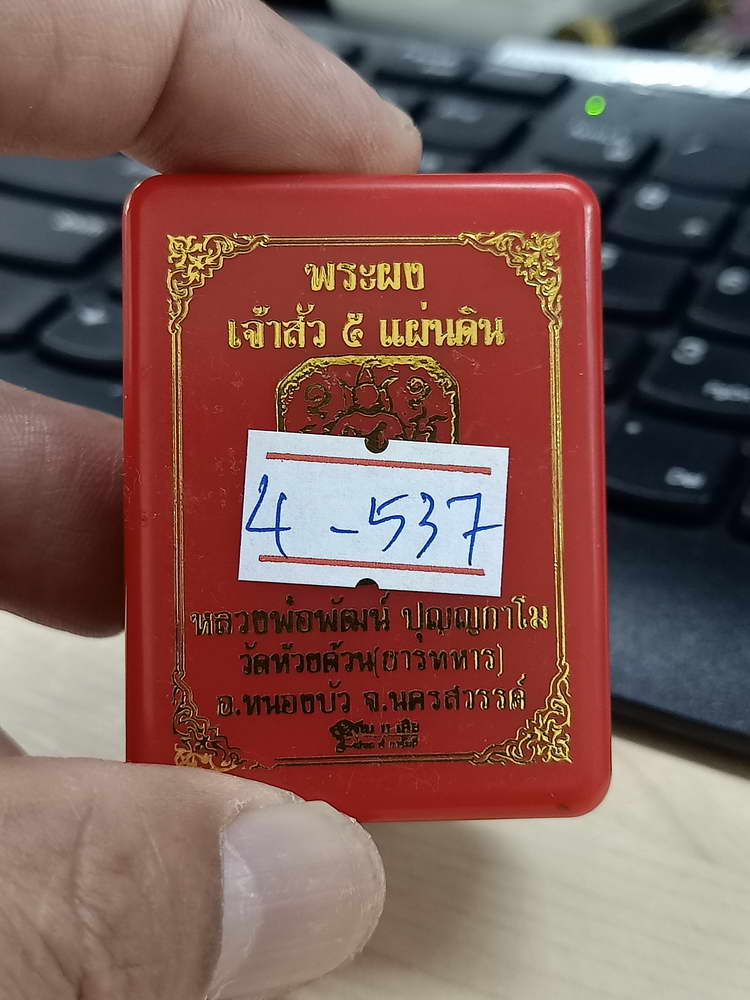 พระผง
เจ้าสัว ๕ แผ่นดิน
4 - 537
หลวงพ่อพัฒน์ ปุญญกาโม
วัดห้วยด้วน(ธารทหาร)
อ.หนองบัว จ.นครสวรรค์